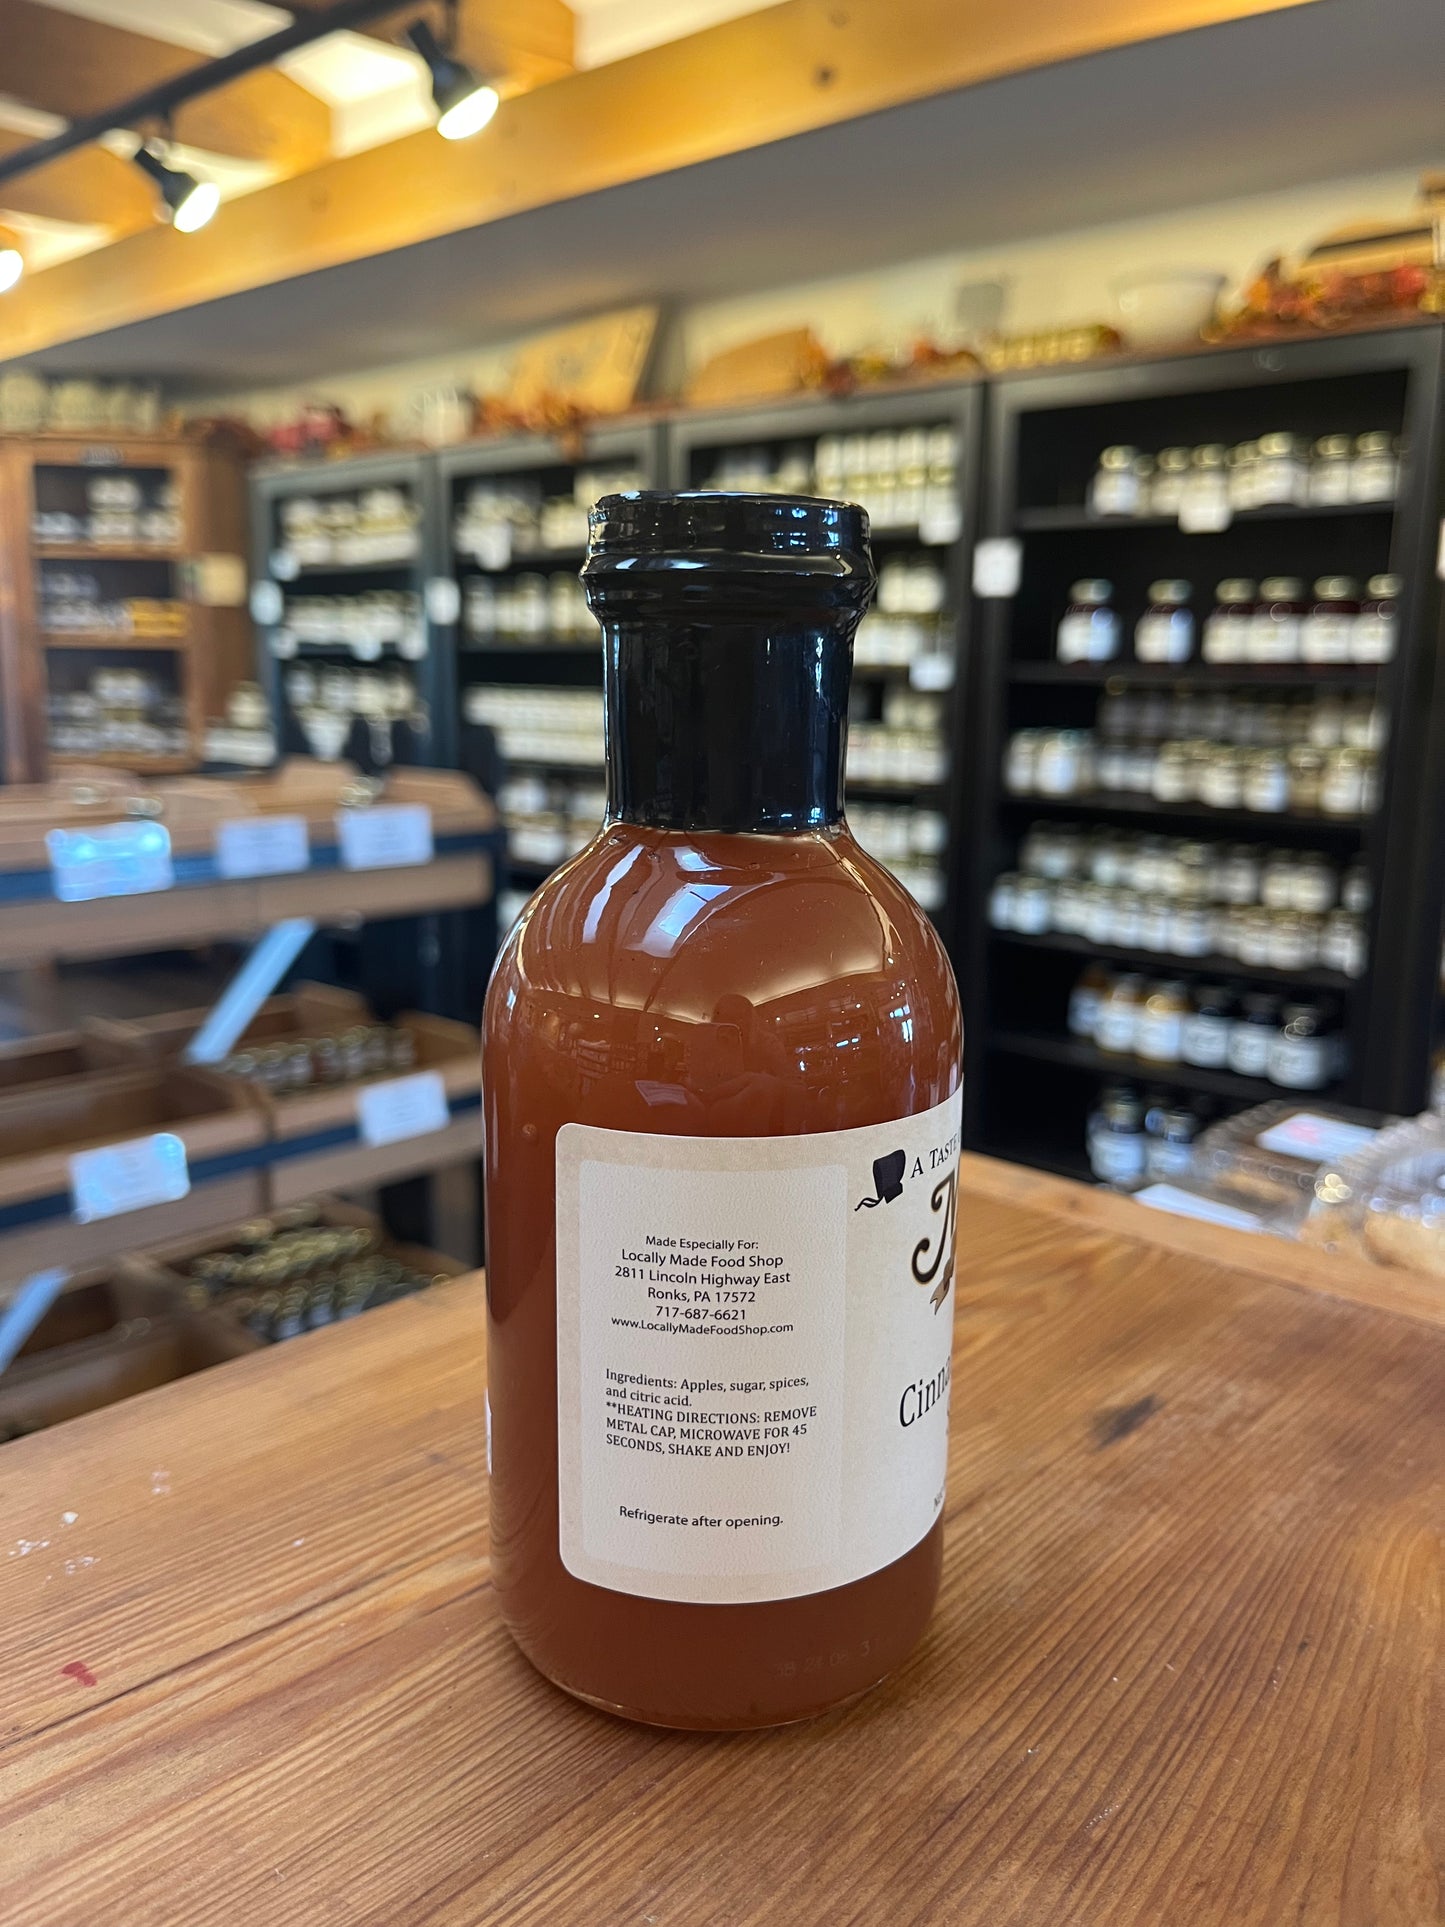 Made Especially For:
Locally Made Food Shop
2811 Lincoln Highway East
Ronks, PA 17572
717-687-6621
www.LocallyMadeFoodShop.com
Ingredients: Apples, sugar, spices,
and citric acid.
**HEATING DIRECTIONS: REMOVE
METAL CAP, MICROWAVE FOR 45
SECONDS, SHAKE AND ENJOY!
Refrigerate after opening.
A TASTE